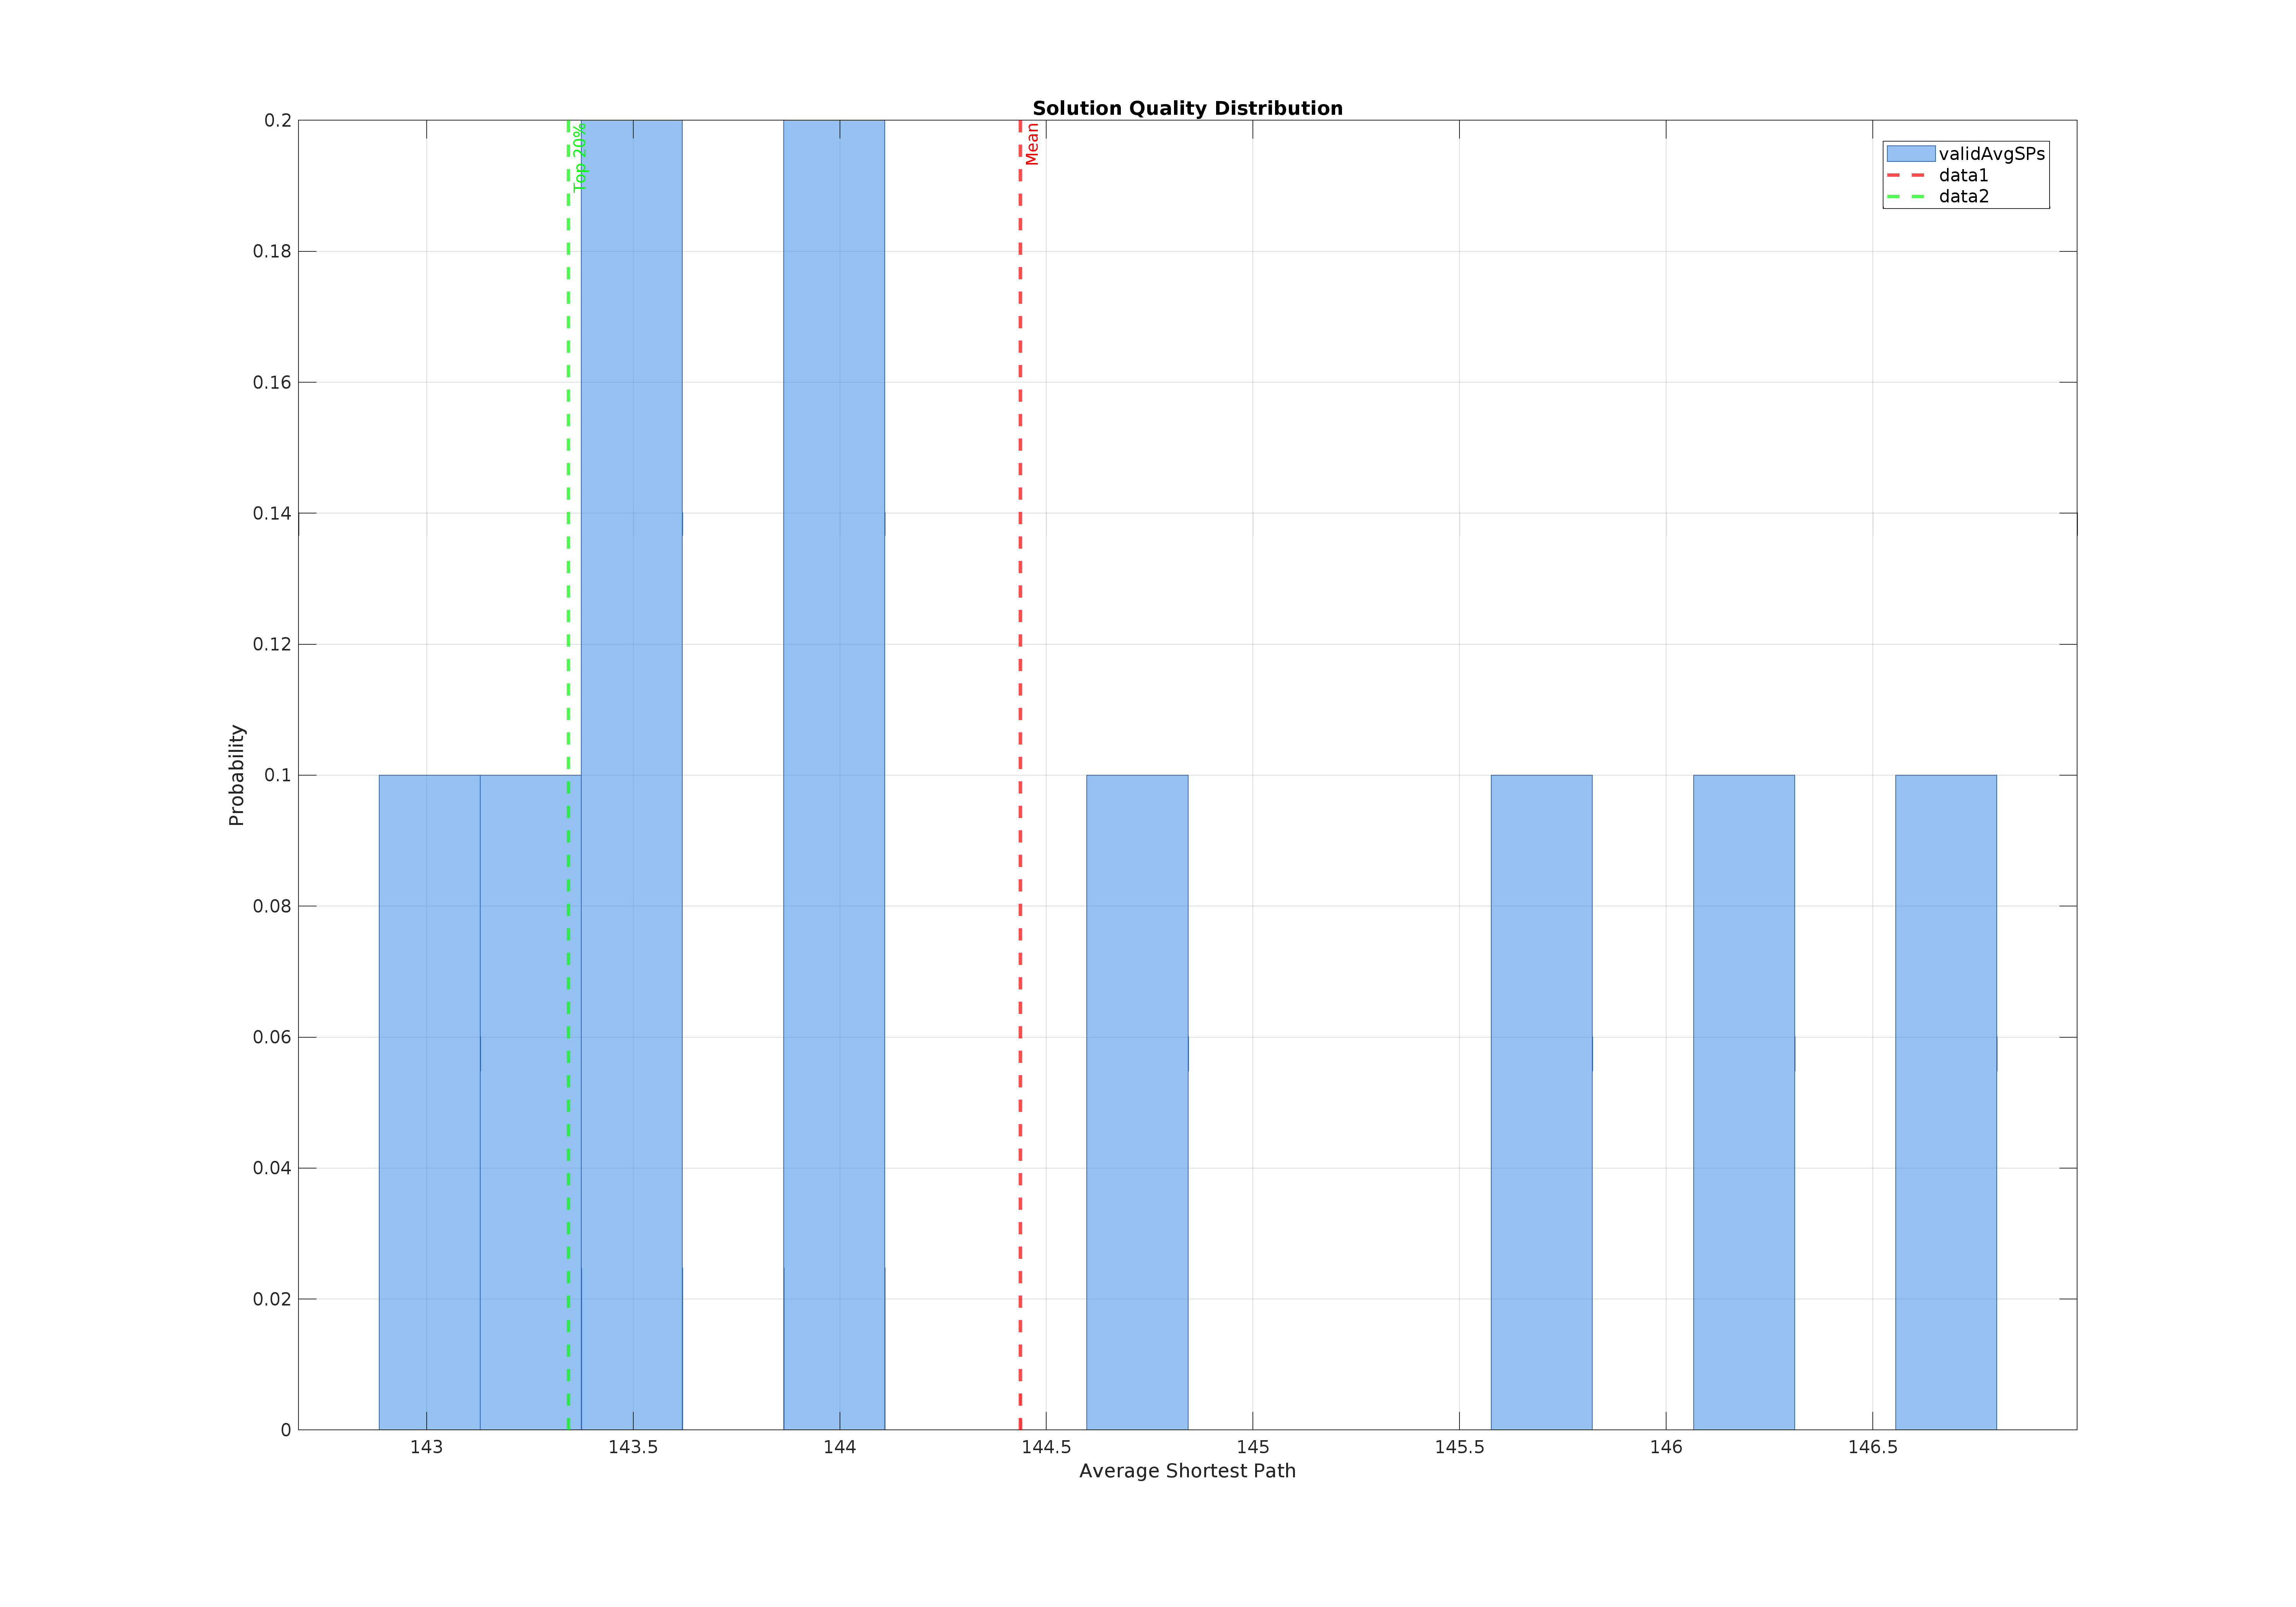 Solution Quality Distribution
0.2
0.18
0.16
0.14
0.12
0.1
0.08
0.06
0.04
0.02
0
Probability
Top 20%
Mean
validAvgSPs
data1
data2
143
143.5
144
144.5
145
145.5
146
146.5
Average Shortest Path